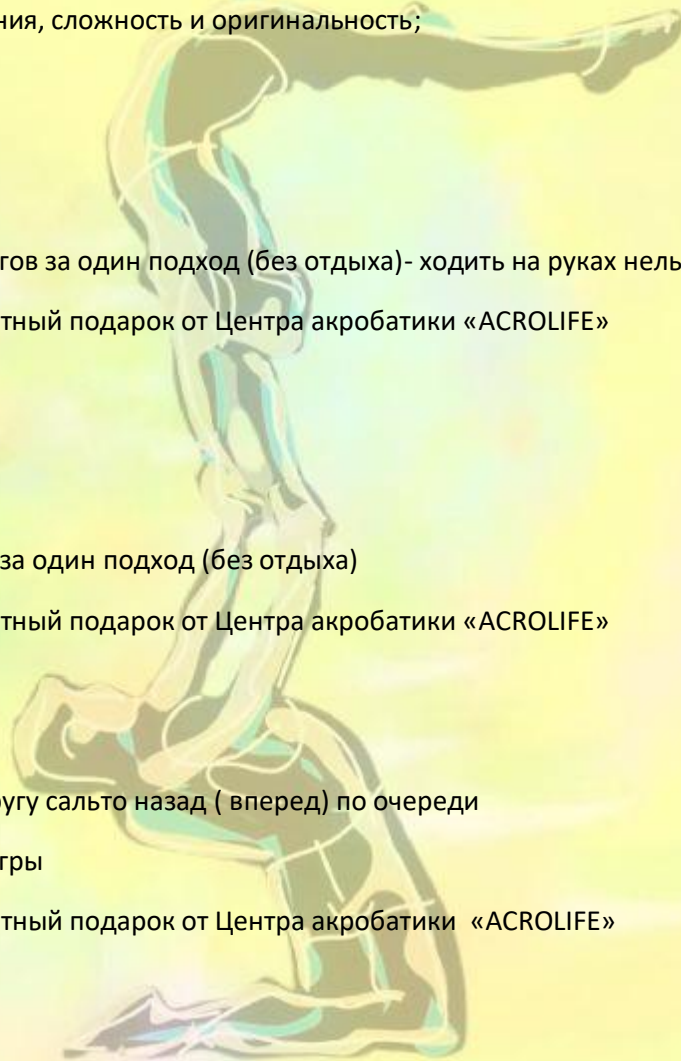 ния, сложность и оригинальность;
гов за один подход (без отдыха)- ходить на руках нель
тный подарок от Центра акробатики «ACROLIFE»
за один подход (без отдыха)
тный подарок от Центра акробатики «ACROLIFE»
ругу сальто назад ( вперед) по очереди
гры
тный подарок от Центра акробатики «ACROLIFE»